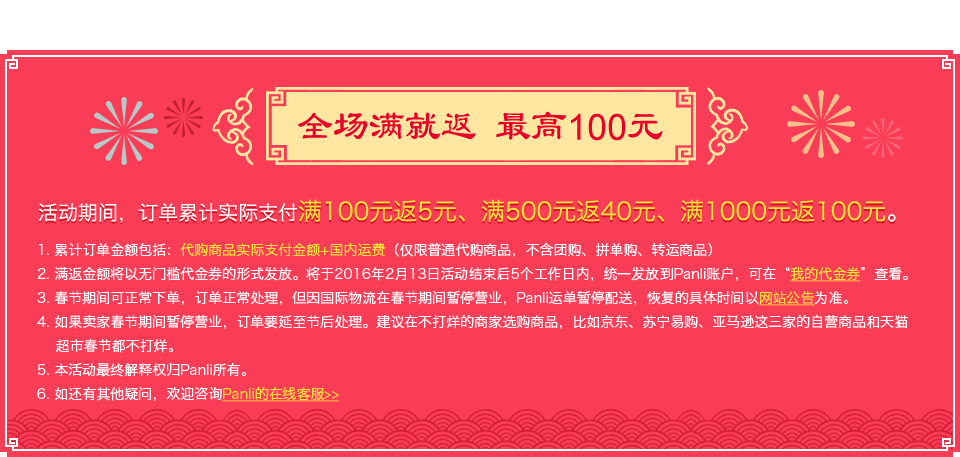 全场满就返 最高100元
活动期间，订单累计实际支付满100元返5元、满500元返40元、满1000元返100元。
1. 累计订单金额包括：代购商品实际支付金额+国内运费（仅限普通代购商品，不含团购、拼单购、转运商品）
2. 满返金额将以无门槛代金券的形式发放。将于2016年2月13日活动结束后5个工作日内，统一发放到Panli账户，可在“我的代金券”查看。
3. 春节期间可正常下单，订单正常处理，但因国际物流在春节期间暂停营业，Panli运单暂停配送，恢复的具体时间以网站公告为准。
4. 如果卖家春节期间暂停营业，订单要延至节后处理。建议在不打烊的商家选购商品，比如京东、苏宁易购、亚马逊这三家的自营商品和天猫
超市春节都不打烊。
5. 本活动最终解释权归Panli所有。
6. 如还有其他疑问，欢迎咨询Panli的在线客服>>